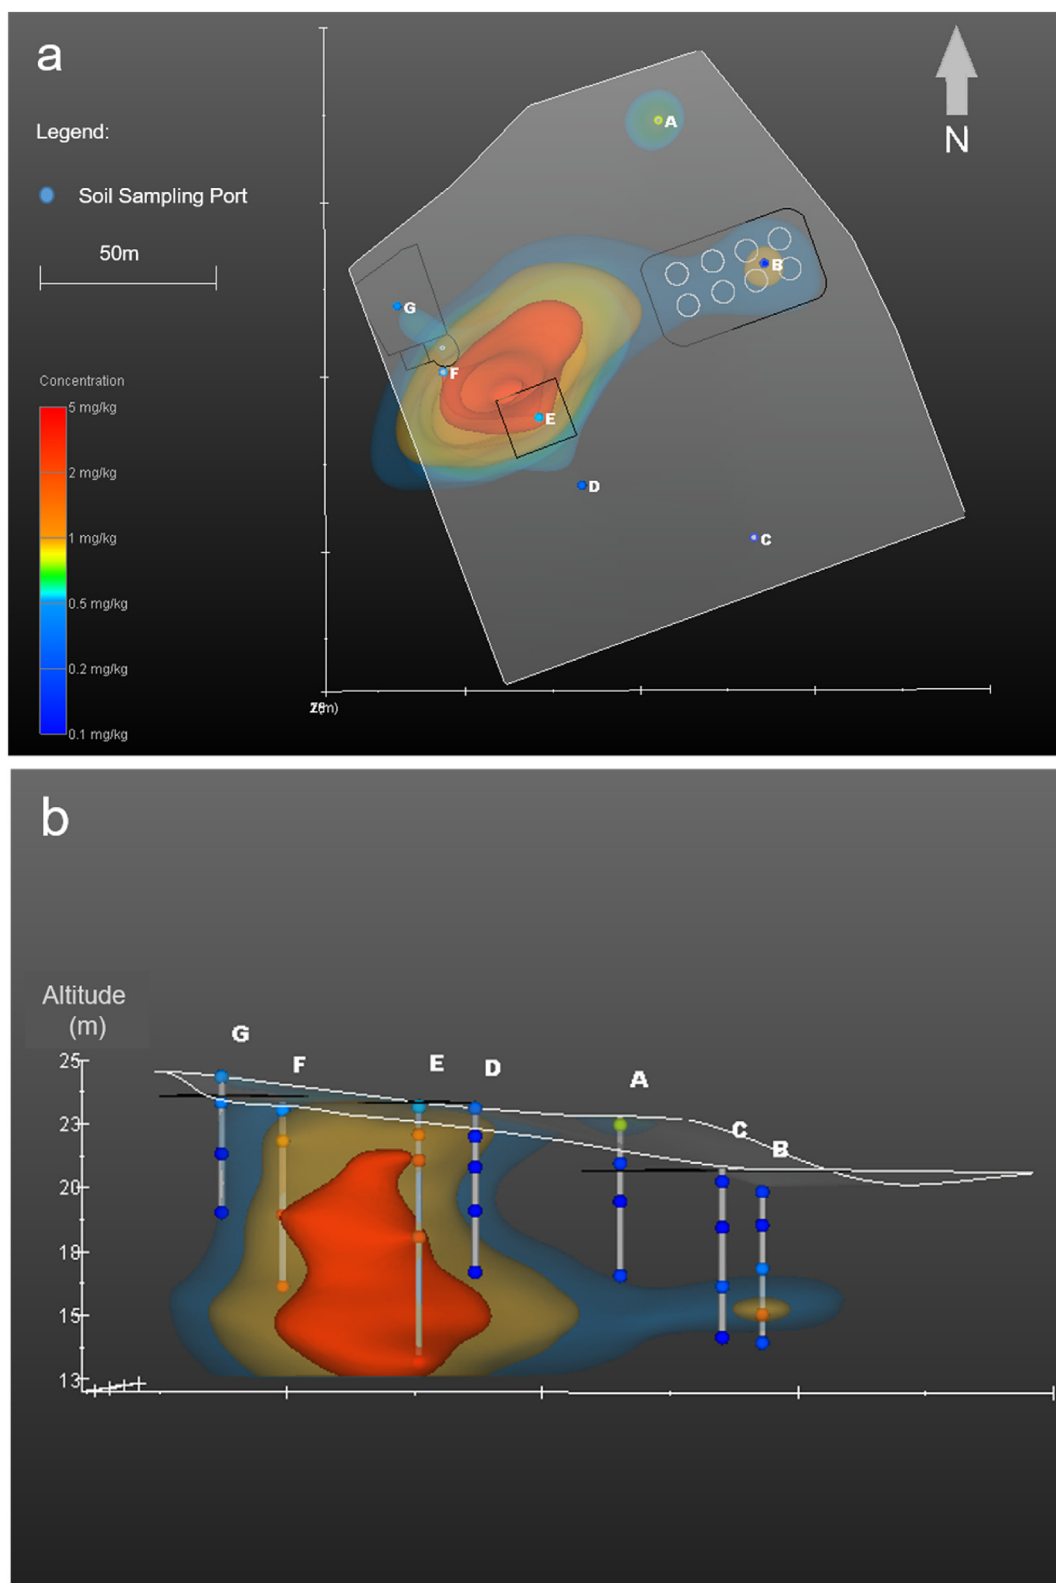 a
Legend:
Soil Sampling Port
50m
N
A
B
G
F
E
D
C
Concentration
5 mg/kg
2 mg/kg
1 mg/kg
0.5 mg/kg
0.2 mg/kg
0.1 mg/kg
b
Altitude
(m)
G
F
E
D
A
C
B
25
23
20
18
15
13